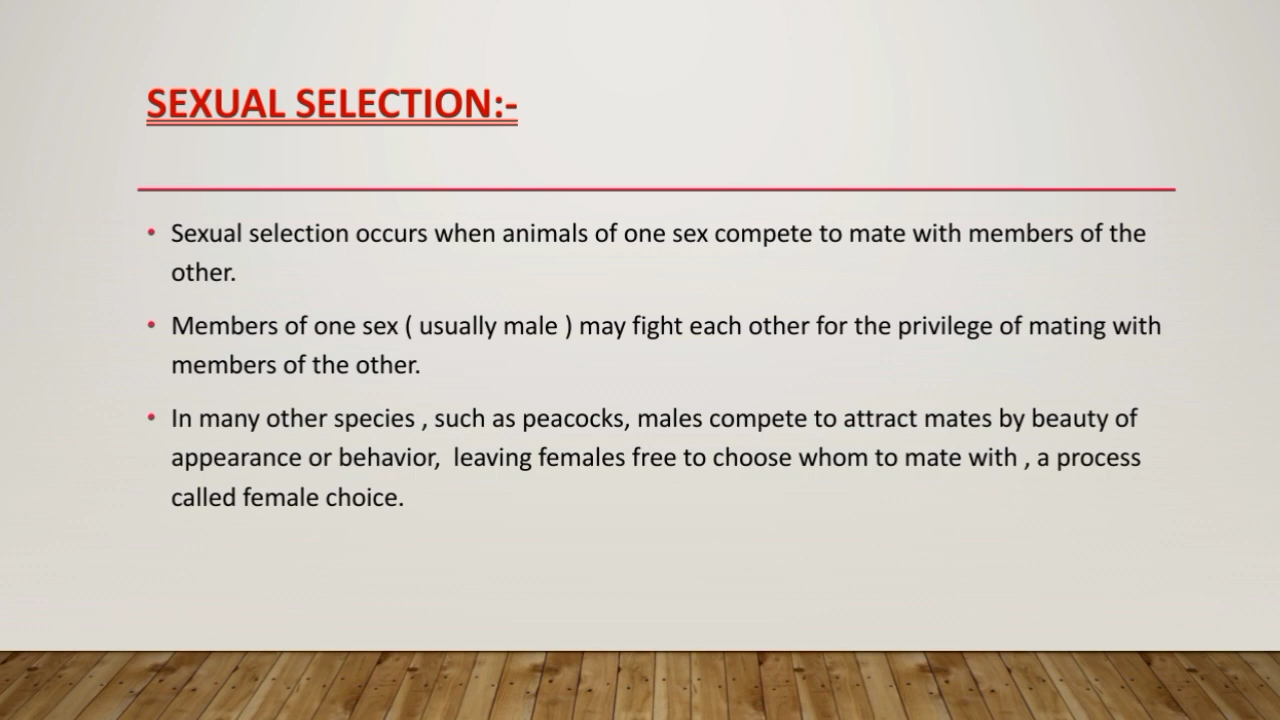 SEXUAL SELECTION:-
• Sexual selection occurs when animals of one sex compete to mate with members of the
other.
• Members of one sex ( usually male ) may fight each other for the privilege of mating with
members of the other.
• In many other species , such as peacocks, males compete to attract mates by beauty of
appearance or behavior,  leaving females free to choose whom to mate with , a process
called female choice.